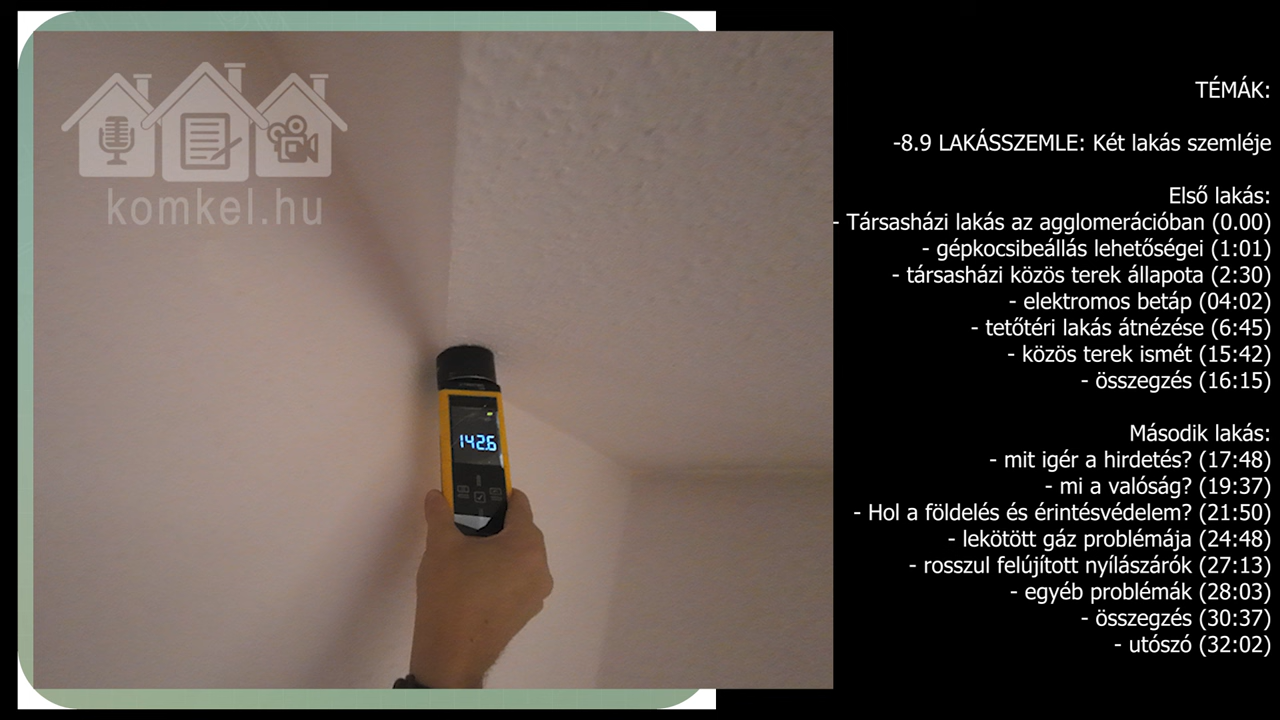 komkel.hu
142.6
TÉMÁK:
-8.9 LAKÁSSZEMLE: Két lakás szemléje
Első lakás:
- Társasházi lakás az agglomerációban (0.00)
- gépkocsibeállás lehetőségei (1:01)
- társasházi közös terek állapota (2:30)
- elektromos betáp (04:02)
- tetőtéri lakás átnézése (6:45)
- közös terek ismét (15:42)
- összegzés (16:15)
Második lakás:
- mit igér a hirdetés? (17:48)
- mi a valóság? (19:37)
- Hol a földelés és érintésvédelem? (21:50)
- lekötött gáz problémája (24:48)
- rosszul felújított nyílászárók (27:13)
- egyéb problémák (28:03)
- összegzés (30:37)
- utószó (32:02)